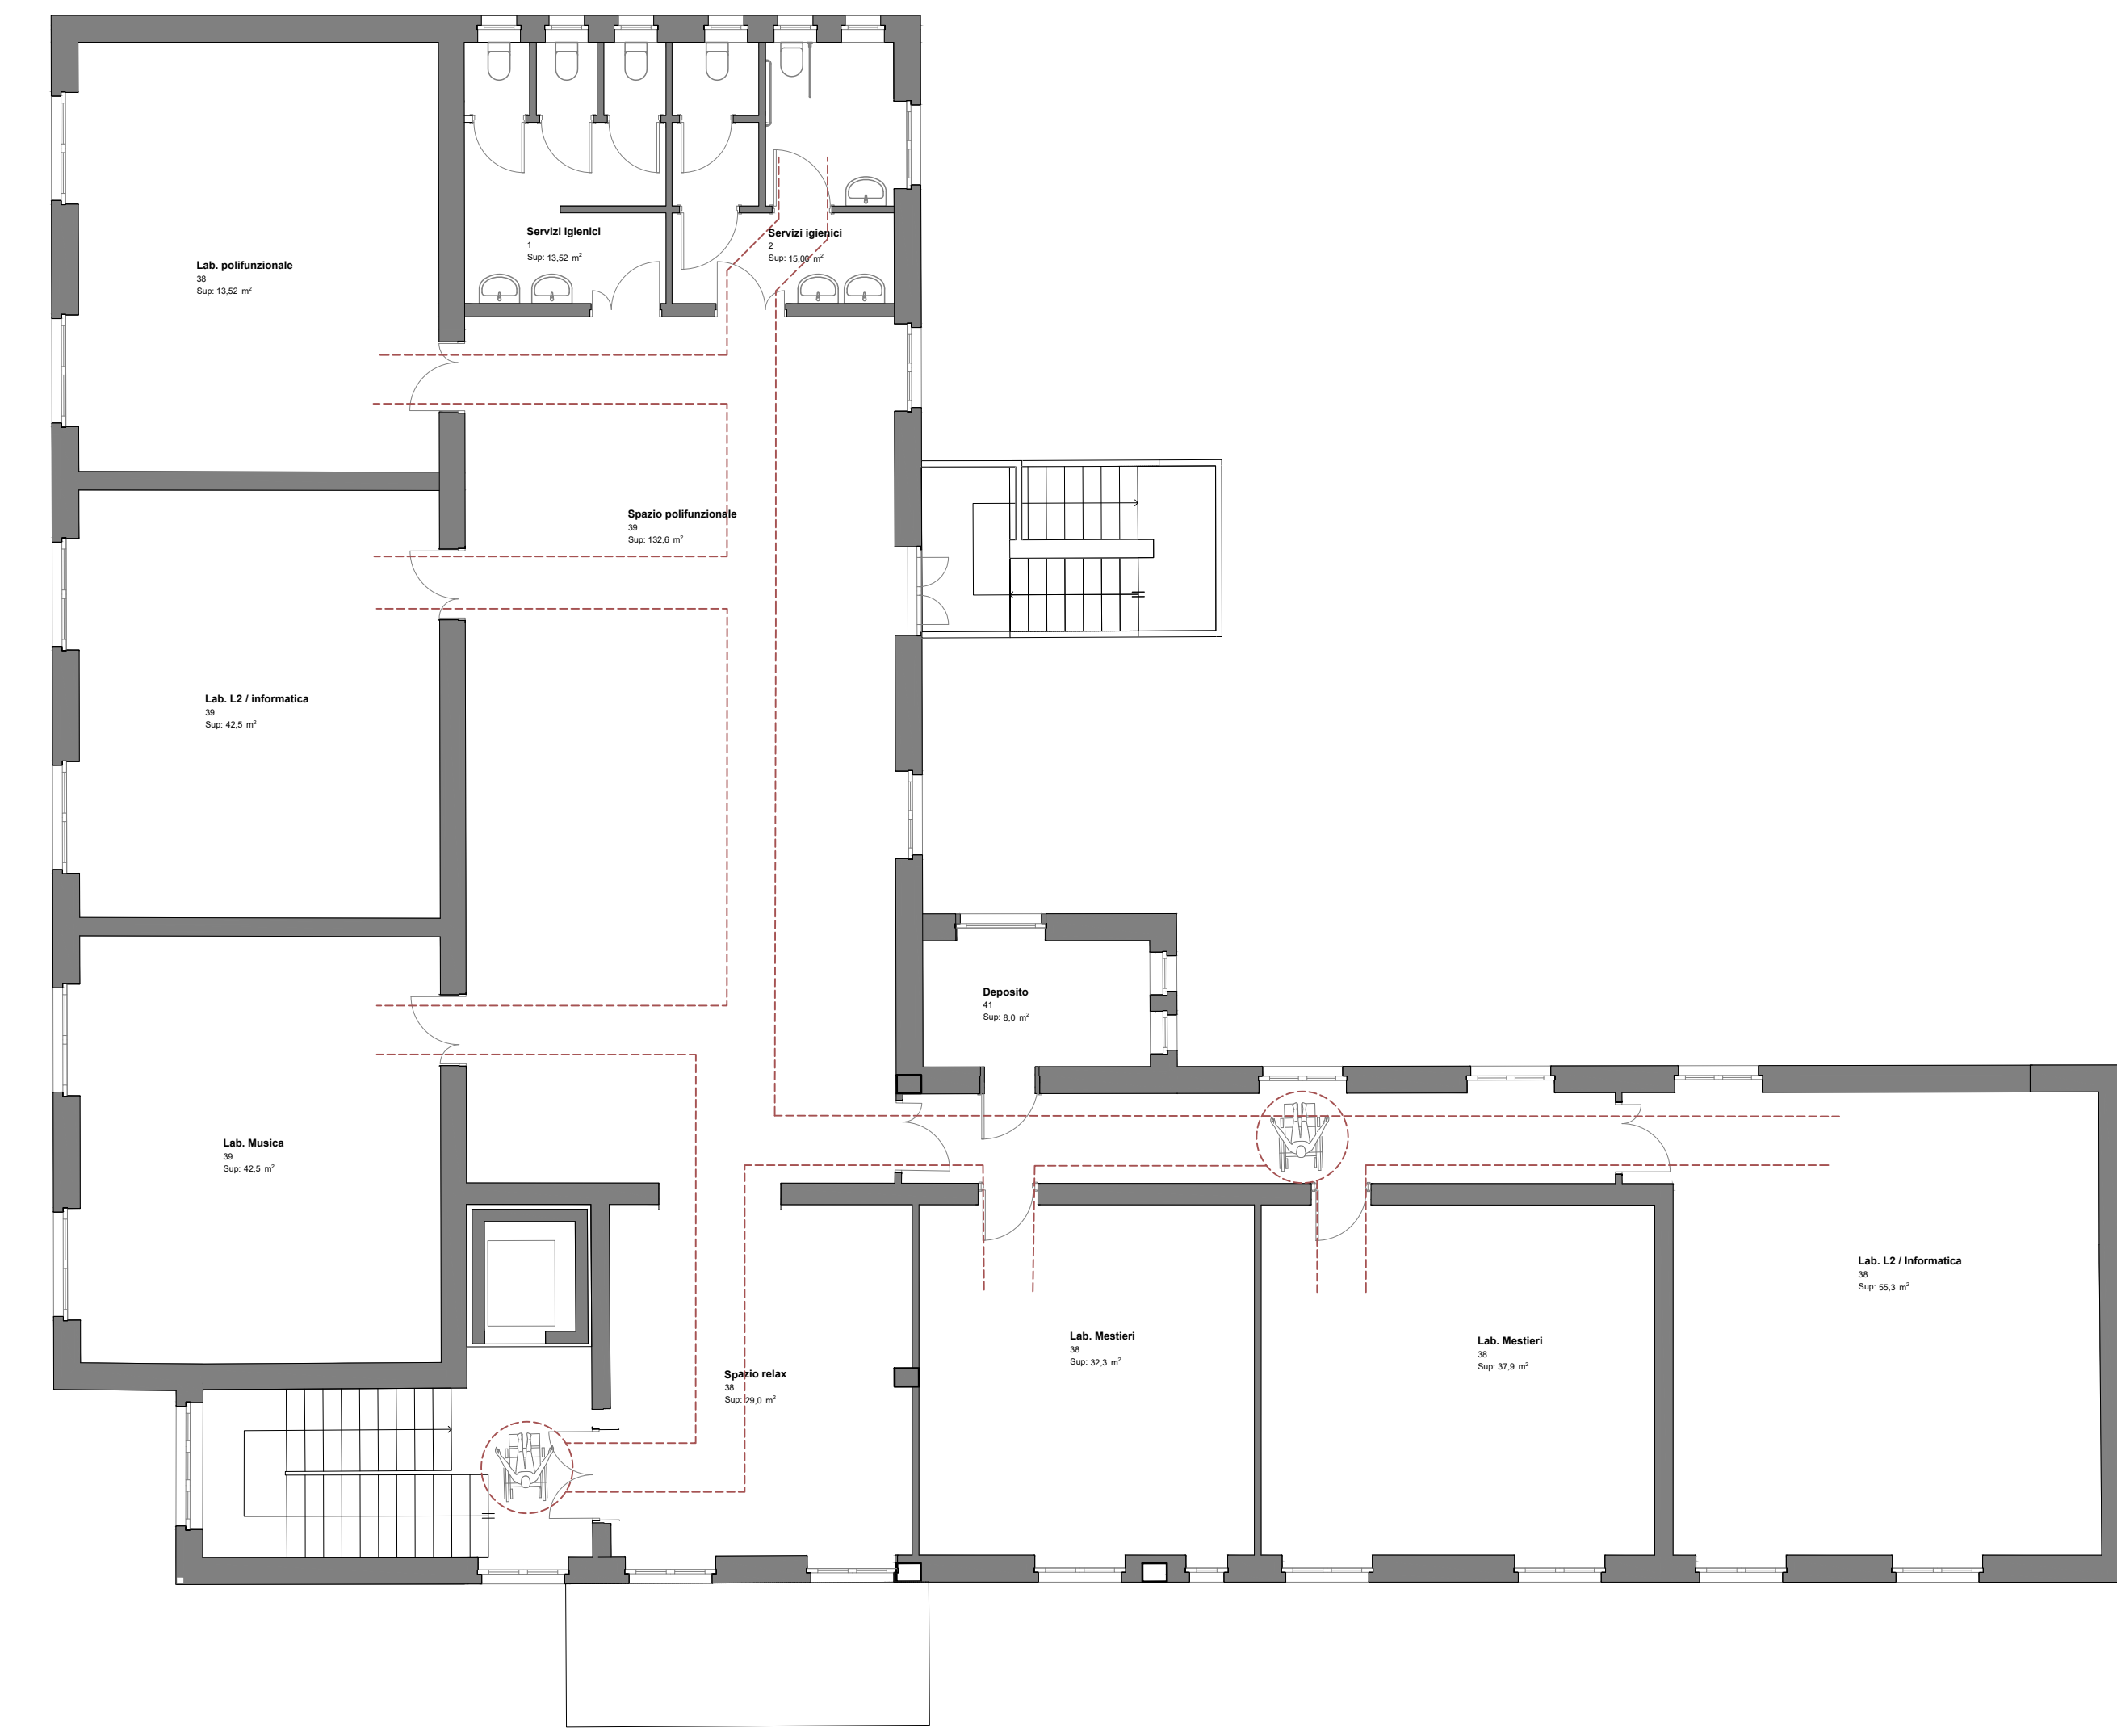 Servizi igienici
1
Sup: 13,52 m²
Servizi igienici
2
Sup: 15,00 m²
Lab. polifunzionale
38
Sup: 13,52 m²
Spazio polifunzionale
39
Sup: 132,6 m²
Lab. L2 / informatica
39
Sup: 42,5 m²
Deposito
41
Sup: 8,0 m²
Lab. Musica
39
Sup: 42,5 m²
Lab. L2 / Informatica
38
Sup: 55,3 m²
Lab. Mestieri
38
Sup: 32,3 m²
Lab. Mestieri
38
Sup: 37,9 m²
Spazio relax
38
Sup: 29,0 m²